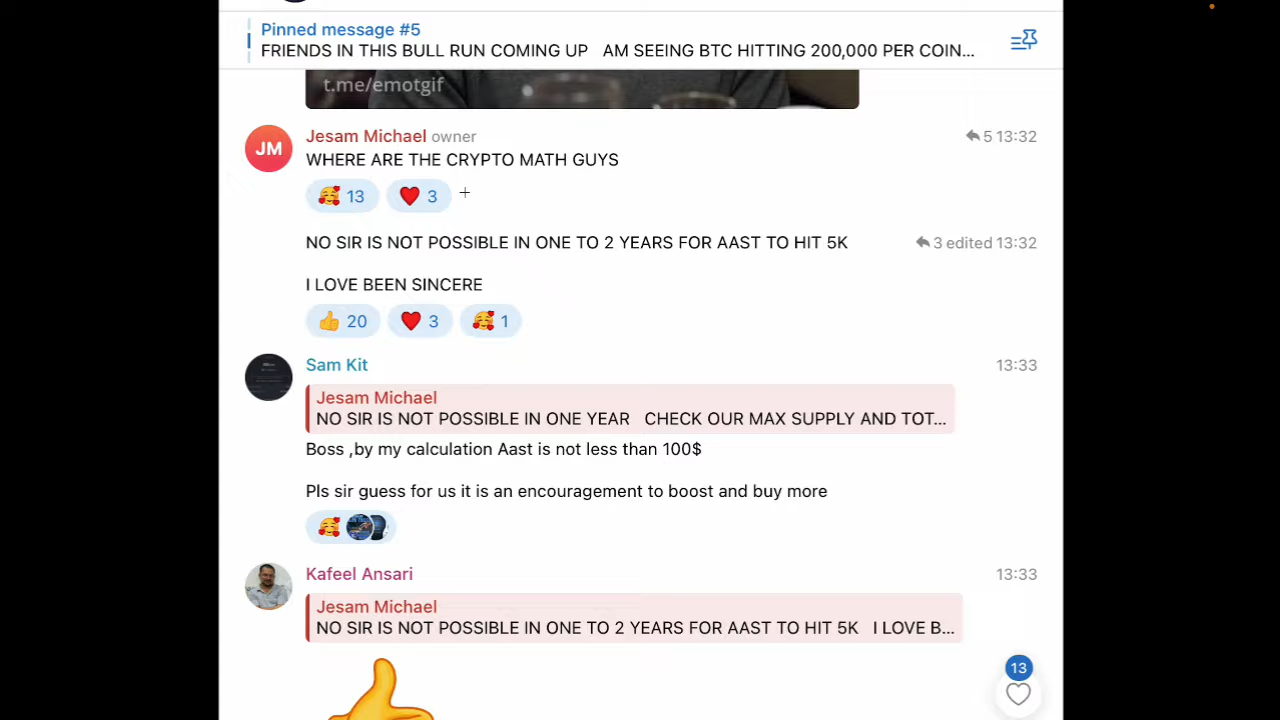 Pinned message #5
FRIENDS IN THIS BULL RUN COMING UP AM SEEING BTC HITTING 200,000 PER COIN...
t.me/emotgif
JM
Jesam Michael owner
5 13:32
WHERE ARE THE CRYPTO MATH GUYS
13 3 +
NO SIR IS NOT POSSIBLE IN ONE TO 2 YEARS FOR AAST TO HIT 5K
3 edited 13:32
I LOVE BEEN SINCERE
20 3 1
Sam Kit
13:33
Jesam Michael
NO SIR IS NOT POSSIBLE IN ONE YEAR CHECK OUR MAX SUPPLY AND TOT...
Boss ,by my calculation Aast is not less than 100$
Pls sir guess for us it is an encouragement to boost and buy more
Kafeel Ansari
13:33
Jesam Michael
NO SIR IS NOT POSSIBLE IN ONE TO 2 YEARS FOR AAST TO HIT 5K I LOVE B...
13